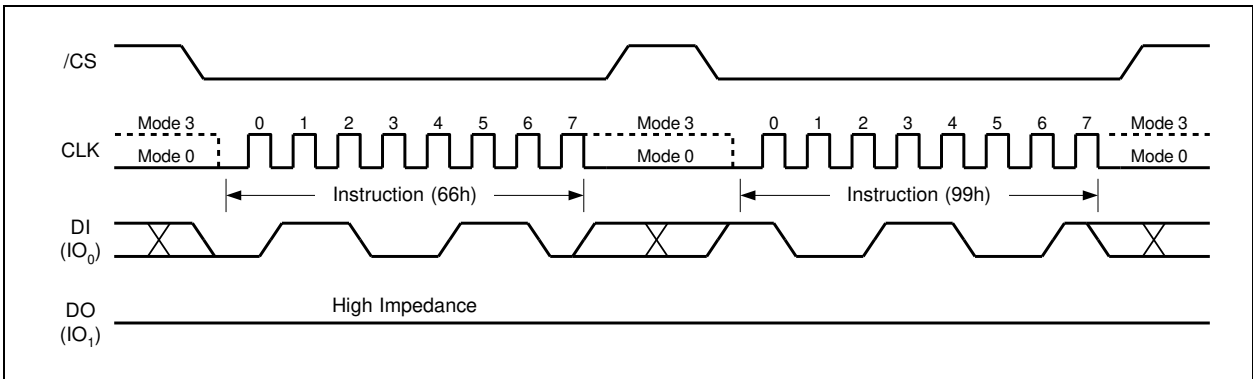 /CS
Mode 3 0 1 2 3 4 5 6 7 Mode 3 0 1 2 3 4 5 6 7 Mode 3
CLK
Mode 0 Mode 0 Mode 0
Instruction (66h) Instruction (99h)
DI
(IO0)
High Impedance
DO
(IO1)